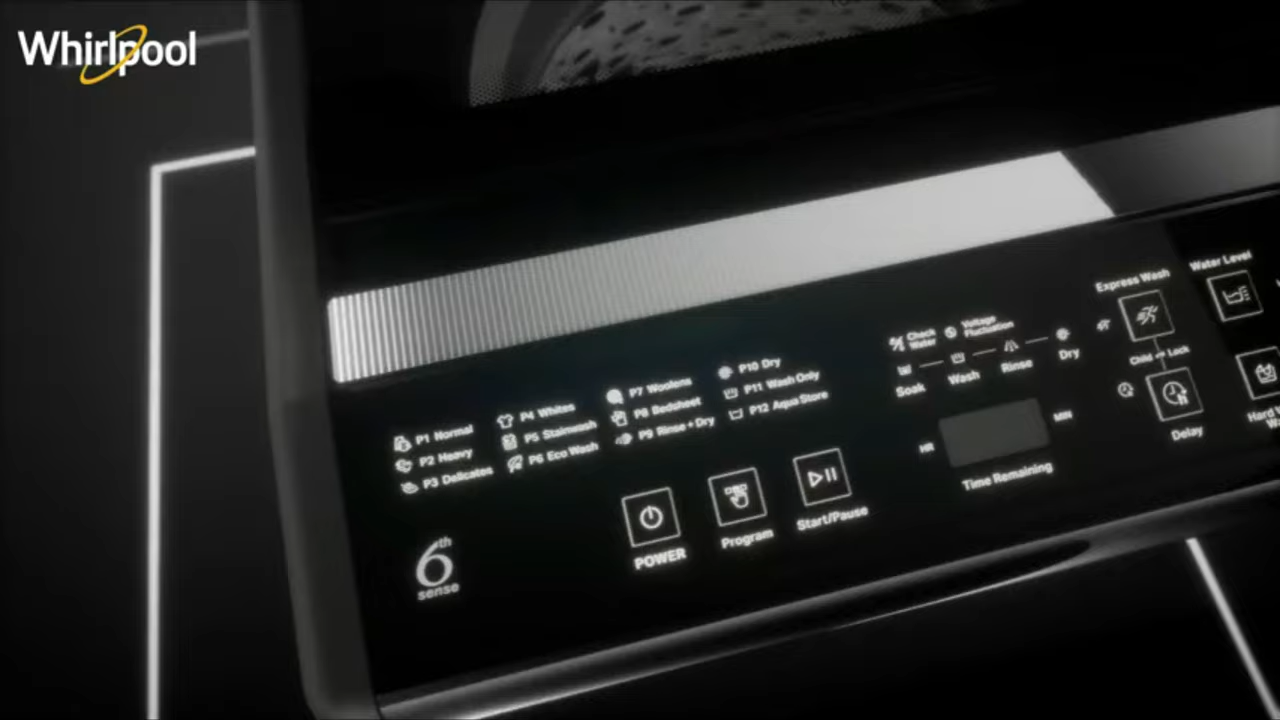 Whirlpool
Express Wash
Water Level
Check Water
Voltage Fluctuation
Soak
Wash
Rinse
Dry
Child Lock
P1 Normal
P2 Heavy
P3 Delicates
P4 Whites
P5 Stainwash
P6 Eco Wash
P7 Woolens
P8 Bedsheet
P9 Rinse + Dry
P10 Dry
P11 Wash Only
P12 Aqua Store
HR
MIN
Time Remaining
Delay
Hard
POWER
Program
Start/Pause
6th
sense